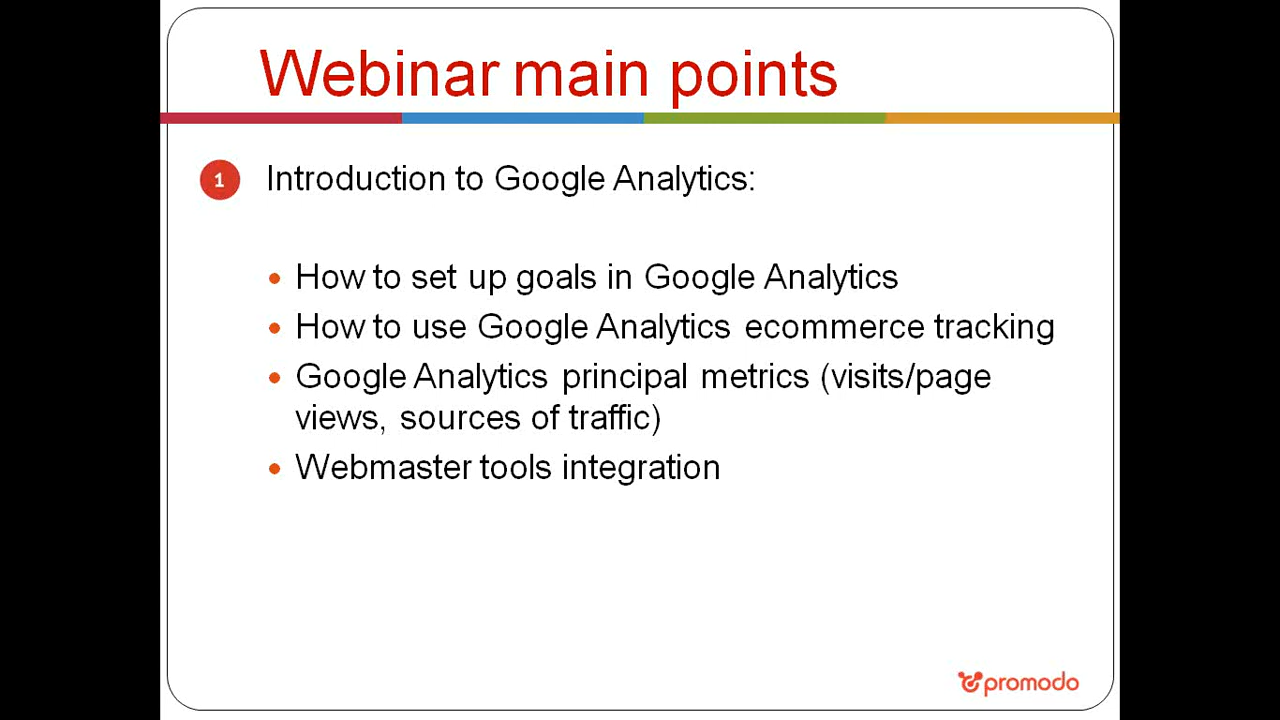 Webinar main points
1 Introduction to Google Analytics:
• How to set up goals in Google Analytics
• How to use Google Analytics ecommerce tracking
• Google Analytics principal metrics (visits/page
views, sources of traffic)
• Webmaster tools integration
promodo